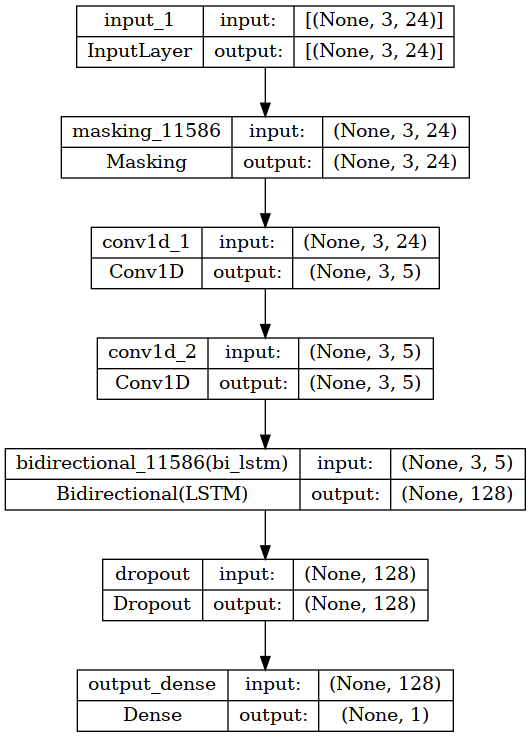 input_1 input: [(None, 3, 24)]
InputLayer output: [(None, 3, 24)]
masking_11586 input: (None, 3, 24)
Masking output: (None, 3, 24)
conv1d_1 input: (None, 3, 24)
Conv1D output: (None, 3, 5)
conv1d_2 input: (None, 3, 5)
Conv1D output: (None, 3, 5)
bidirectional_11586(bi_lstm) input: (None, 3, 5)
Bidirectional(LSTM) output: (None, 128)
dropout input: (None, 128)
Dropout output: (None, 128)
output_dense input: (None, 128)
Dense output: (None, 1)